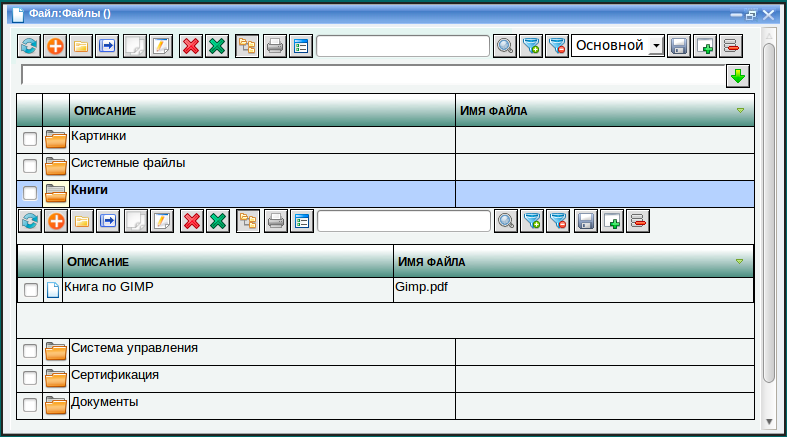 Файл:Файлы ()
Основной
Описание Имя файла
Картинки
Системные файлы
Книги
Описание Имя файла
Книга по GIMP Gimp.pdf
Система управления
Сертификация
Документы